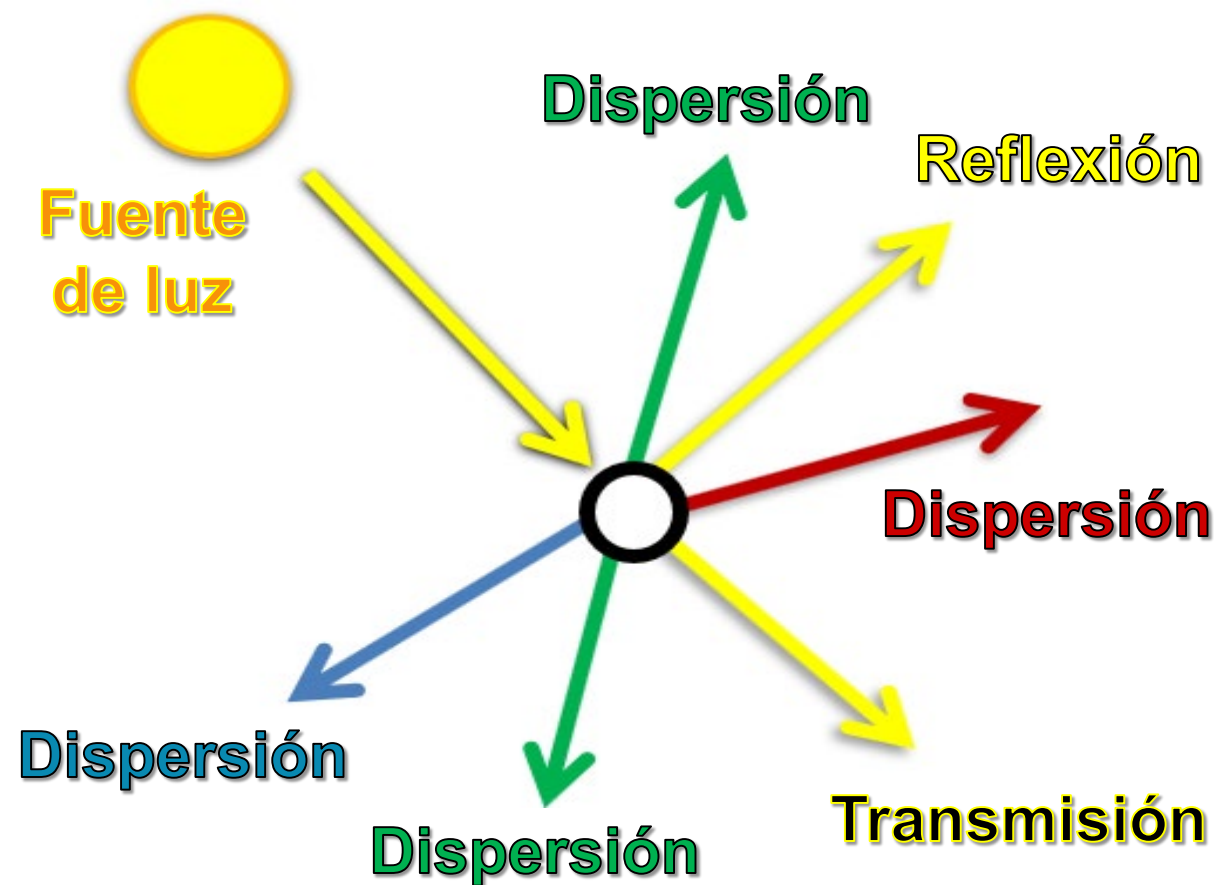 Dispersión
Reflexión
Fuente
de luz
Dispersión
Dispersión
Transmisión
Dispersión